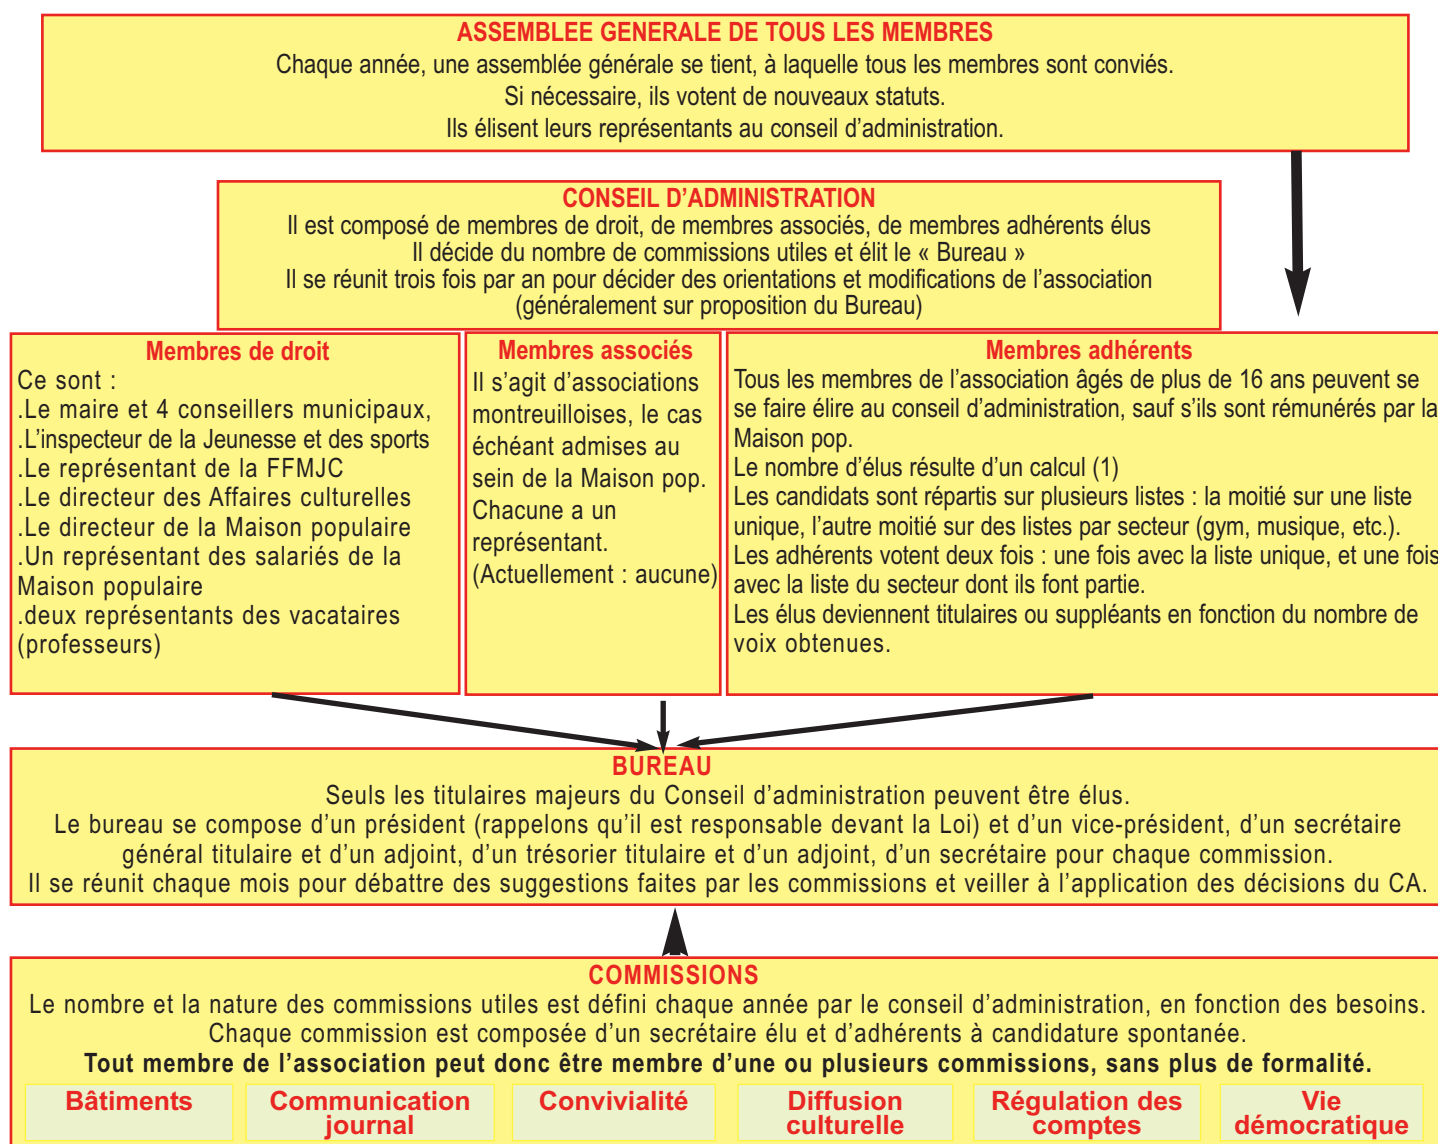 ASSEMBLEE GENERALE DE TOUS LES MEMBRES
Chaque année, une assemblée générale se tient, à laquelle tous les membres sont conviés.
Si nécessaire, ils votent de nouveaux statuts.
Ils élisent leurs représentants au conseil d’administration.
CONSEIL D’ADMINISTRATION
Il est composé de membres de droit, de membres associés, de membres adhérents élus
Il décide du nombre de commissions utiles et élit le « Bureau »
Il se réunit trois fois par an pour décider des orientations et modifications de l’association
(généralement sur proposition du Bureau)
Membres de droit
Ce sont :
.Le maire et 4 conseillers municipaux,
.L’inspecteur de la Jeunesse et des sports
.Le représentant de la FFMJC
.Le directeur des Affaires culturelles
.Le directeur de la Maison populaire
.Un représentant des salariés de la
Maison populaire
.deux représentants des vacataires
(professeurs)
Membres associés
Il s’agit d’associations
montreuilloises, le cas
échéant admises au
sein de la Maison pop.
Chacune a un
représentant.
(Actuellement : aucune)
Membres adhérents
Tous les membres de l’association âgés de plus de 16 ans peuvent se
se faire élire au conseil d’administration, sauf s’ils sont rémunérés par la
Maison pop.
Le nombre d’élus résulte d’un calcul (1)
Les candidats sont répartis sur plusieurs listes : la moitié sur une liste
unique, l’autre moitié sur des listes par secteur (gym, musique, etc.).
Les adhérents votent deux fois : une fois avec la liste unique, et une fois
avec la liste du secteur dont ils font partie.
Les élus deviennent titulaires ou suppléants en fonction du nombre de
voix obtenues.
BUREAU
Seuls les titulaires majeurs du Conseil d’administration peuvent être élus.
Le bureau se compose d’un président (rappelons qu’il est responsable devant la Loi) et d’un vice-président, d’un secrétaire
général titulaire et d’un adjoint, d’un trésorier titulaire et d’un adjoint, d’un secrétaire pour chaque commission.
Il se réunit chaque mois pour débattre des suggestions faites par les commissions et veiller à l’application des décisions du CA.
COMMISSIONS
Le nombre et la nature des commissions utiles est défini chaque année par le conseil d’administration, en fonction des besoins.
Chaque commission est composée d’un secrétaire élu et d’adhérents à candidature spontanée.
Tout membre de l’association peut donc être membre d’une ou plusieurs commissions, sans plus de formalité.
Bâtiments
Communication
journal
Convivialité
Diffusion
culturelle
Régulation des
comptes
Vie
démocratique